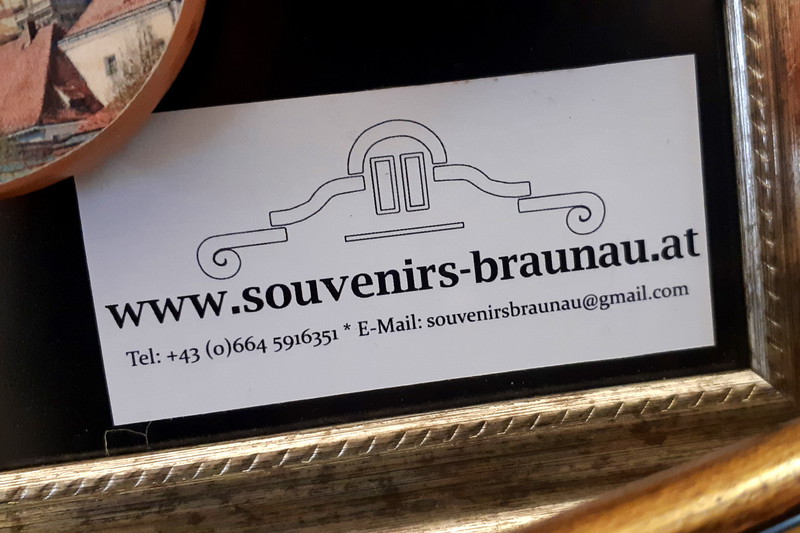 www.souvenirs-braunau.at
Tel: +43 (0)664 5916351 * E-Mail: souvenirsbraunau@gmail.com